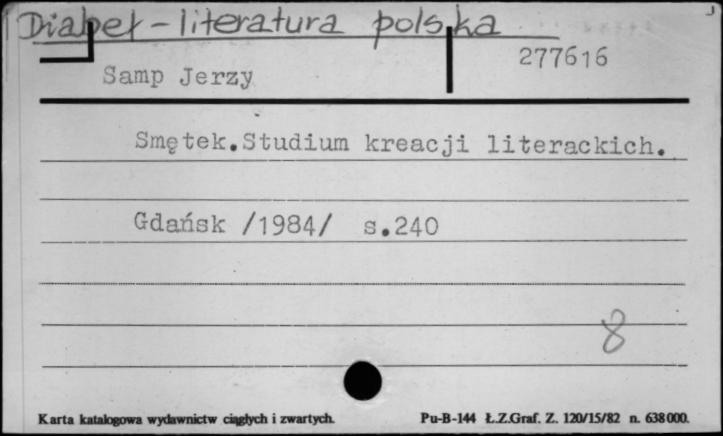 Diabeł - literatura polska
277616
Samp Jerzy
Smętek.Studium kreacji literackich.
Gdańsk /1984/ s.240
8
Karta katalogowa wydawnictw ciągłych i zwartych. Pu-B-144 Ł.Z.Graf. Z. 120/15/82 n. 638000.